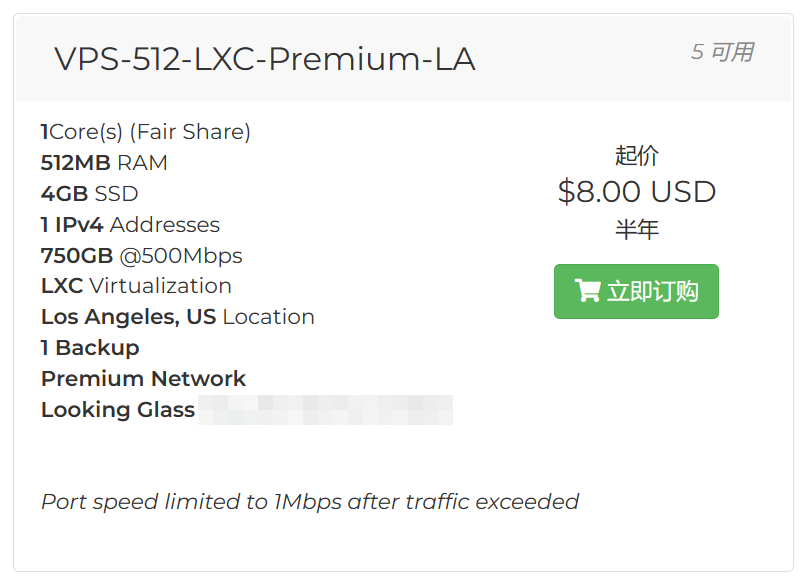 VPS-512-LXC-Premium-LA
5 可用
1Core(s) (Fair Share)
512MB RAM
4GB SSD
1 IPv4 Addresses
750GB @500Mbps
LXC Virtualization
Los Angeles, US Location
1 Backup
Premium Network
Looking Glass
起价
$8.00 USD
半年
立即订购
Port speed limited to 1Mbps after traffic exceeded